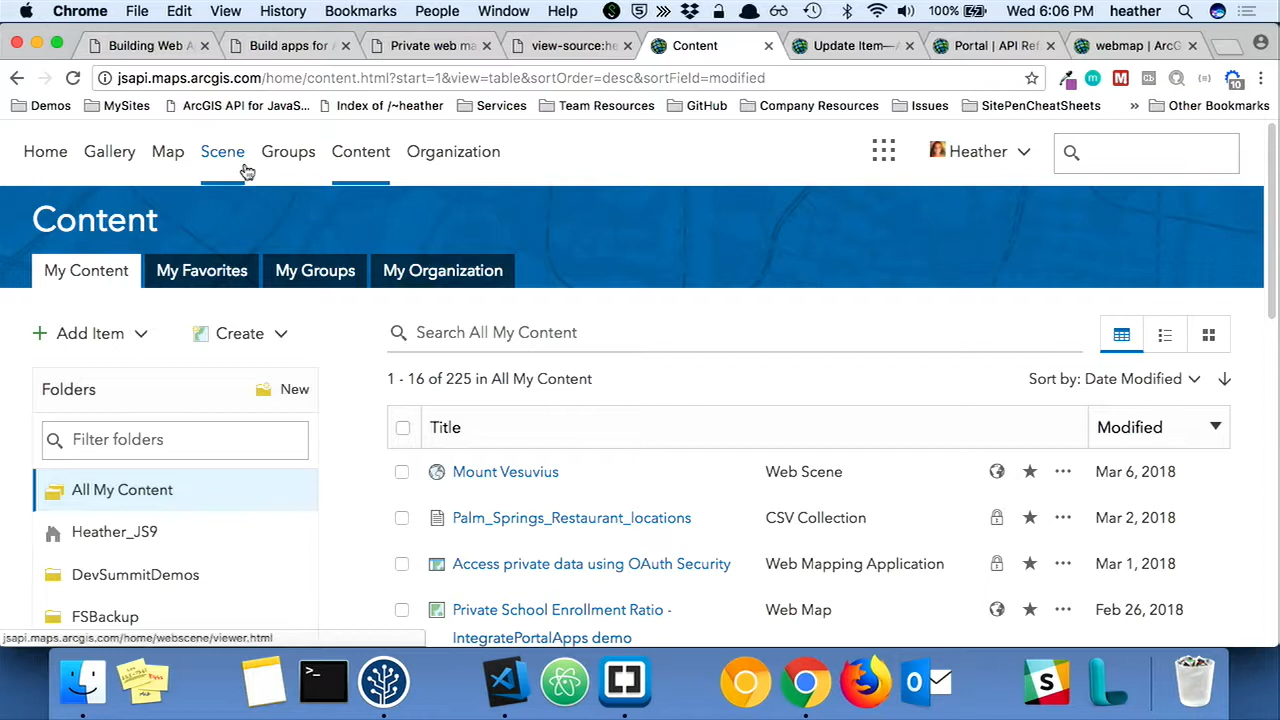 Chrome File Edit View History Bookmarks People Window Help 100% Wed 6:06 PM heather
Building Web A Build apps for A Private web ma view-source:he Content Update Item— Portal | API Ref webmap | ArcG
jsapi.maps.arcgis.com/home/content.html?start=1&view=table&sortOrder=desc&sortField=modified
Demos MySites ArcGIS API for JavaS... Index of /~heather Services Team Resources GitHub Company Resources Issues SitePenCheatSheets » Other Bookmarks
Home Gallery Map Scene Groups Content Organization Heather
Content
My Content My Favorites My Groups My Organization
Add Item Create Search All My Content
Folders New 1 - 16 of 225 in All My Content Sort by: Date Modified
Filter folders Title Modified
All My Content Mount Vesuvius Web Scene Mar 6, 2018
Heather_JS9 Palm_Springs_Restaurant_locations CSV Collection Mar 2, 2018
DevSummitDemos Access private data using OAuth Security Web Mapping Application Mar 1, 2018
FSBackup Private School Enrollment Ratio - Web Map Feb 26, 2018
IntegratePortalApps demo
jsapi.maps.arcgis.com/home/webscene/viewer.html